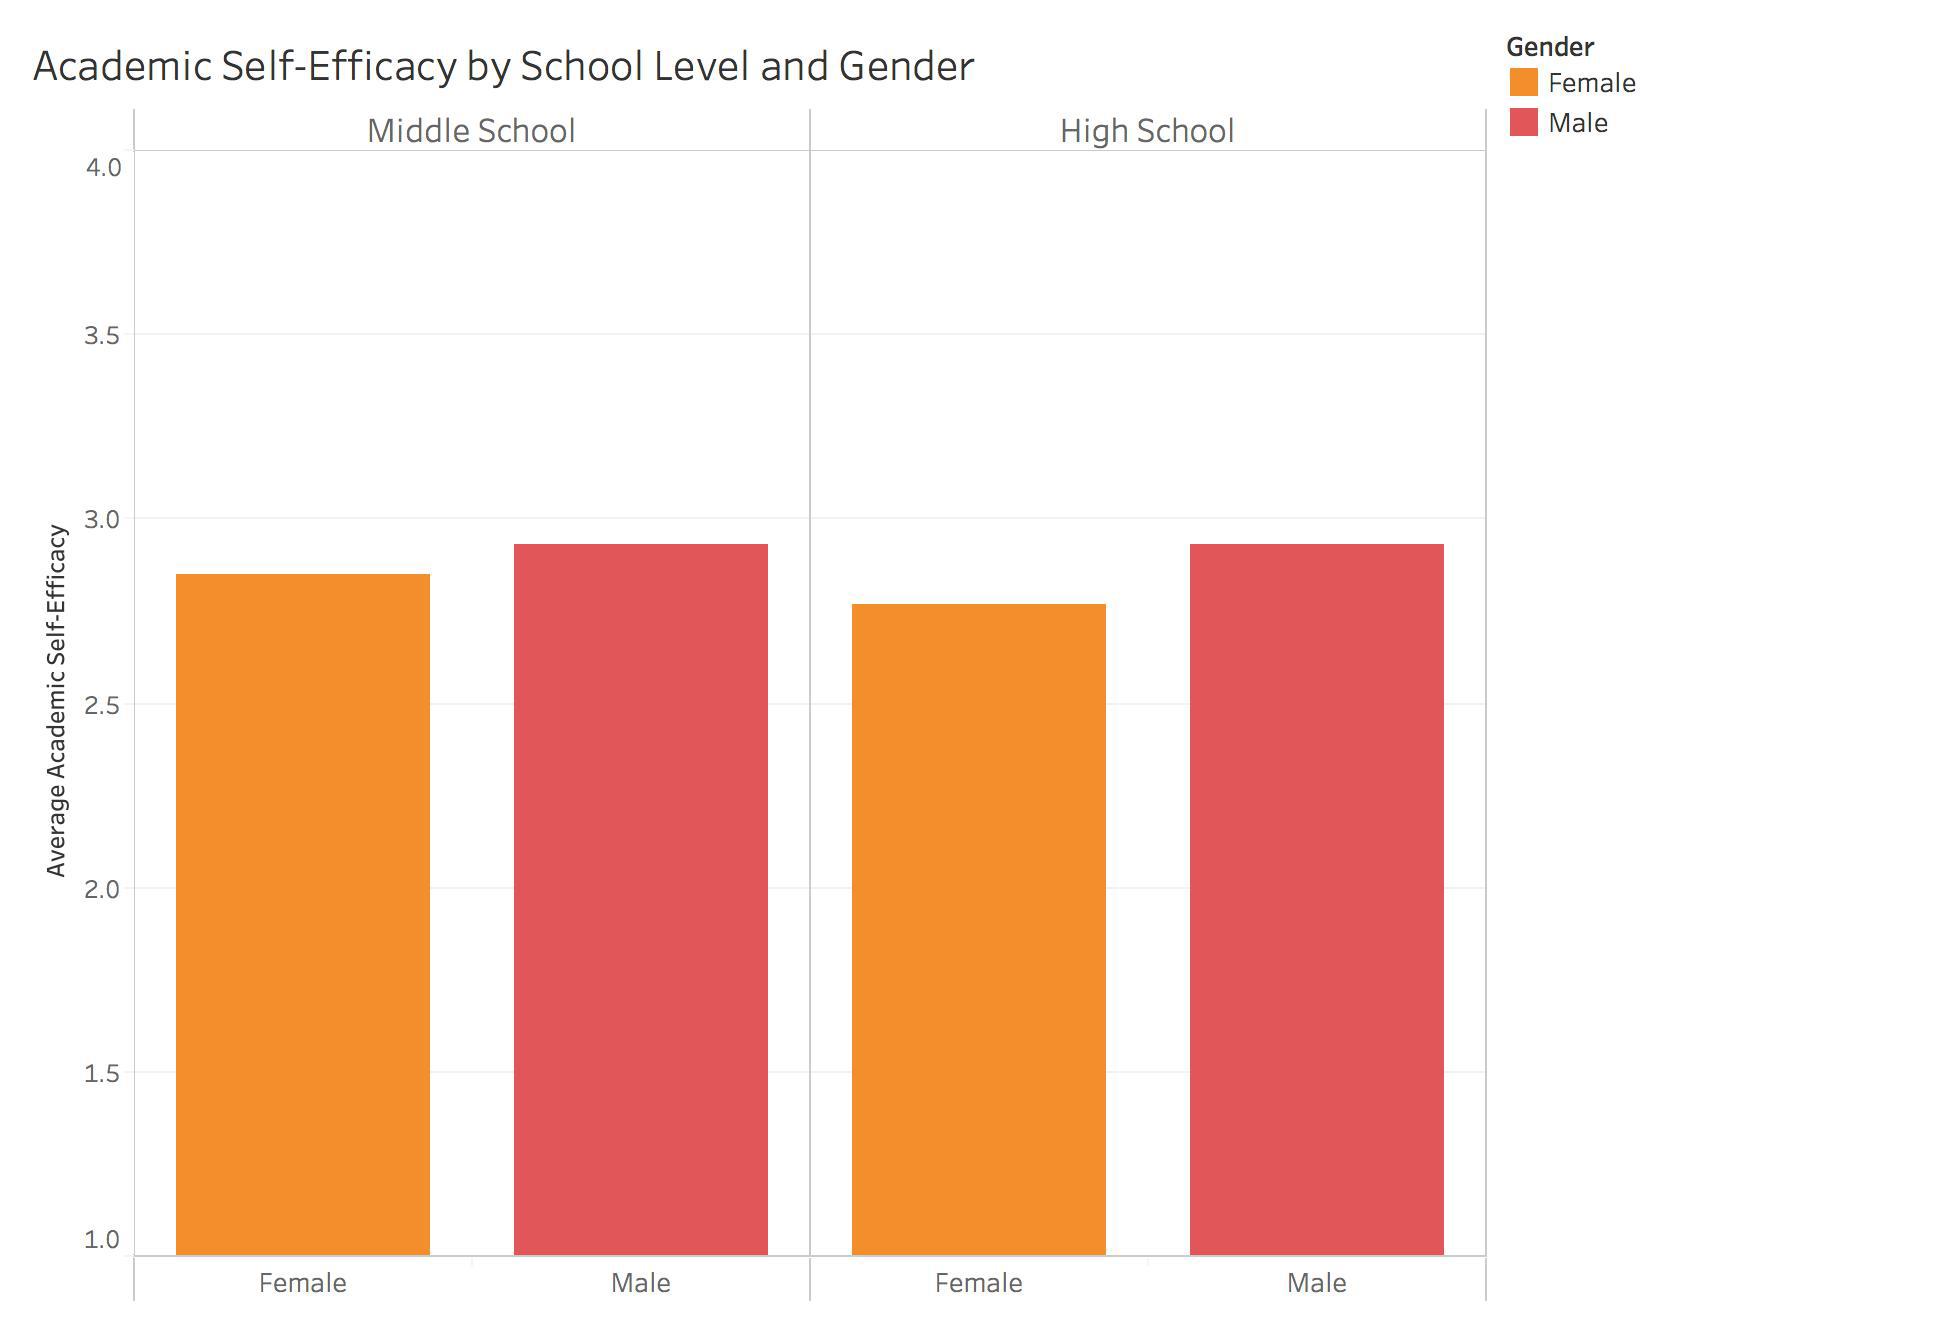 Academic Self-Efficacy by School Level and Gender
Gender
Female
Male
Middle School
High School
4.0
3.5
3.0
2.5
2.0
1.5
1.0
Average Academic Self-Efficacy
Female
Male
Female
Male